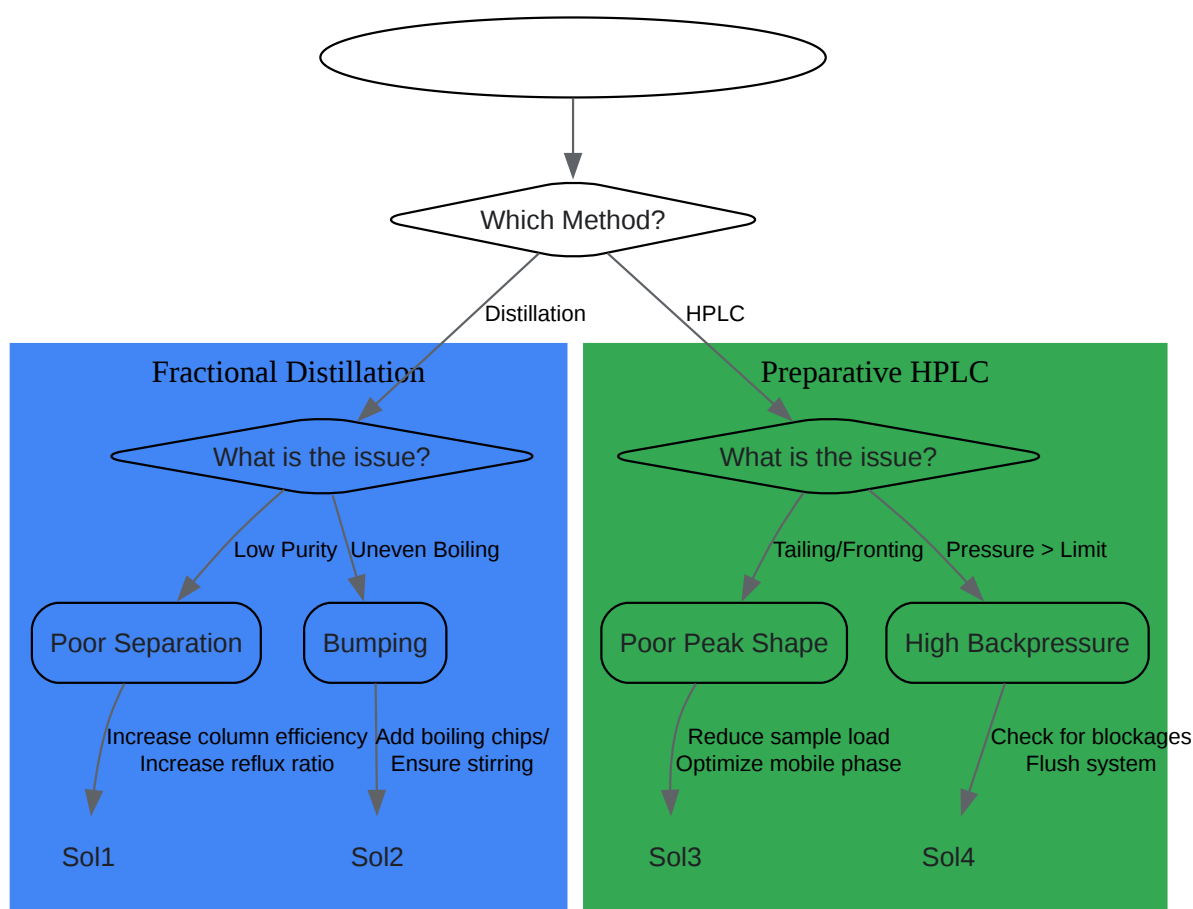 Which Method?
Distillation
HPLC
Fractional Distillation
Preparative HPLC
What is the issue?
What is the issue?
Low Purity
Uneven Boiling
Tailing/Fronting
Pressure > Limit
Poor Separation
Bumping
Poor Peak Shape
High Backpressure
Increase column efficiency
Increase reflux ratio
Add boiling chips/
Ensure stirring
Reduce sample load
Optimize mobile phase
Check for blockages
Flush system
Sol1
Sol2
Sol3
Sol4